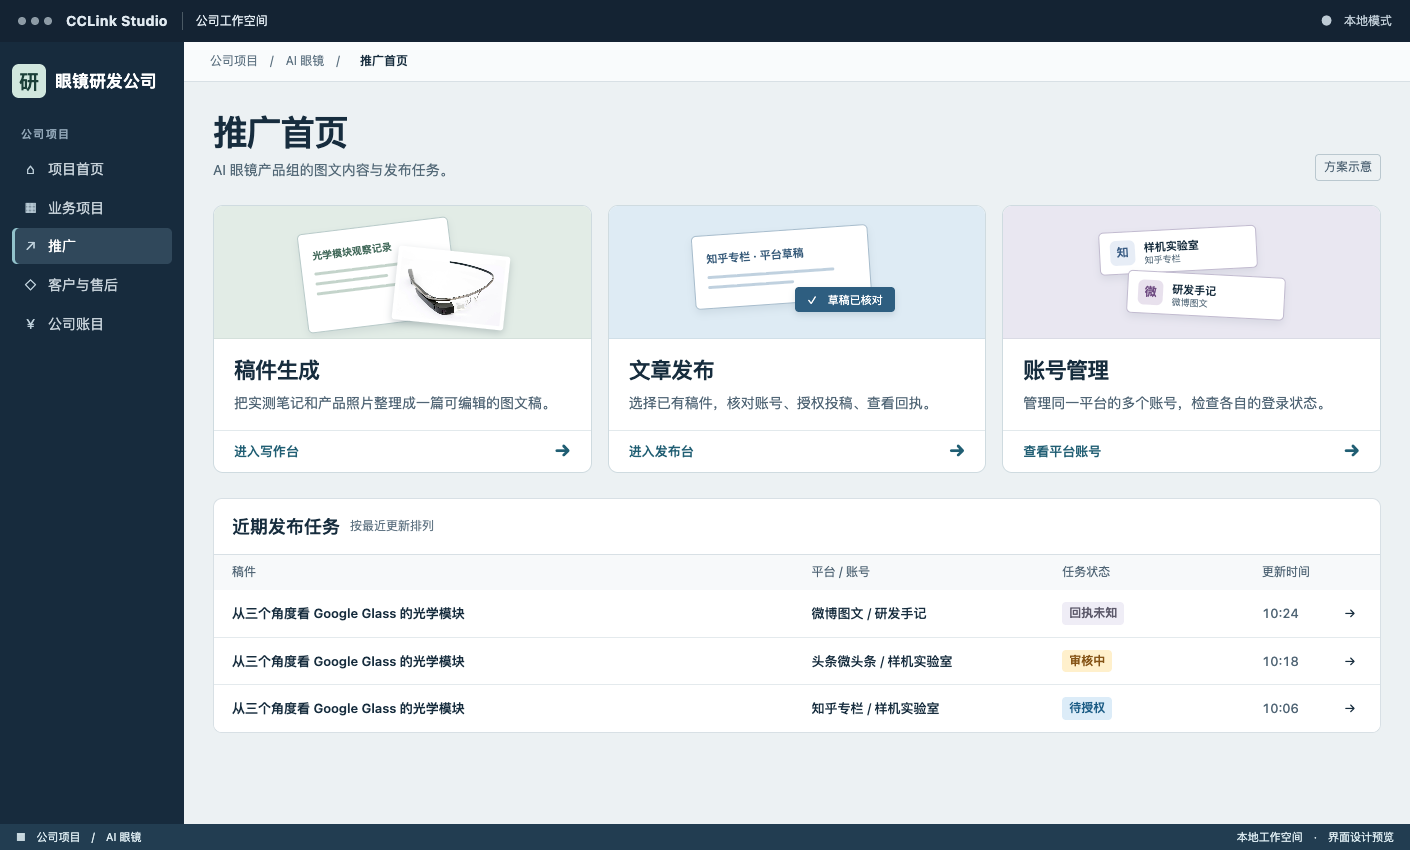 CCLink Studio 公司工作空间 本地模式
研 眼镜研发公司
公司项目
项目首页
业务项目
推广
客户与售后
¥ 公司账目
公司项目 / AI 眼镜 / 推广首页
推广首页
AI 眼镜产品组的图文内容与发布任务。
方案示意
光学模块观察记录
稿件生成
把实测笔记和产品照片整理成一篇可编辑的图文稿。
进入写作台 →
知乎专栏 · 平台草稿
✓ 草稿已核对
文章发布
选择已有稿件，核对账号、授权投稿、查看回执。
进入发布台 →
知 样机实验室
知乎专栏
微 研发手记
微博图文
账号管理
管理同一平台的多个账号，检查各自的登录状态。
查看平台账号 →
近期发布任务 按最近更新排列
稿件 平台 / 账号 任务状态 更新时间
从三个角度看 Google Glass 的光学模块 微博图文 / 研发手记 回执未知 10:24 →
从三个角度看 Google Glass 的光学模块 头条微头条 / 样机实验室 审核中 10:18 →
从三个角度看 Google Glass 的光学模块 知乎专栏 / 样机实验室 待授权 10:06 →
公司项目 / AI 眼镜 本地工作空间 · 界面设计预览